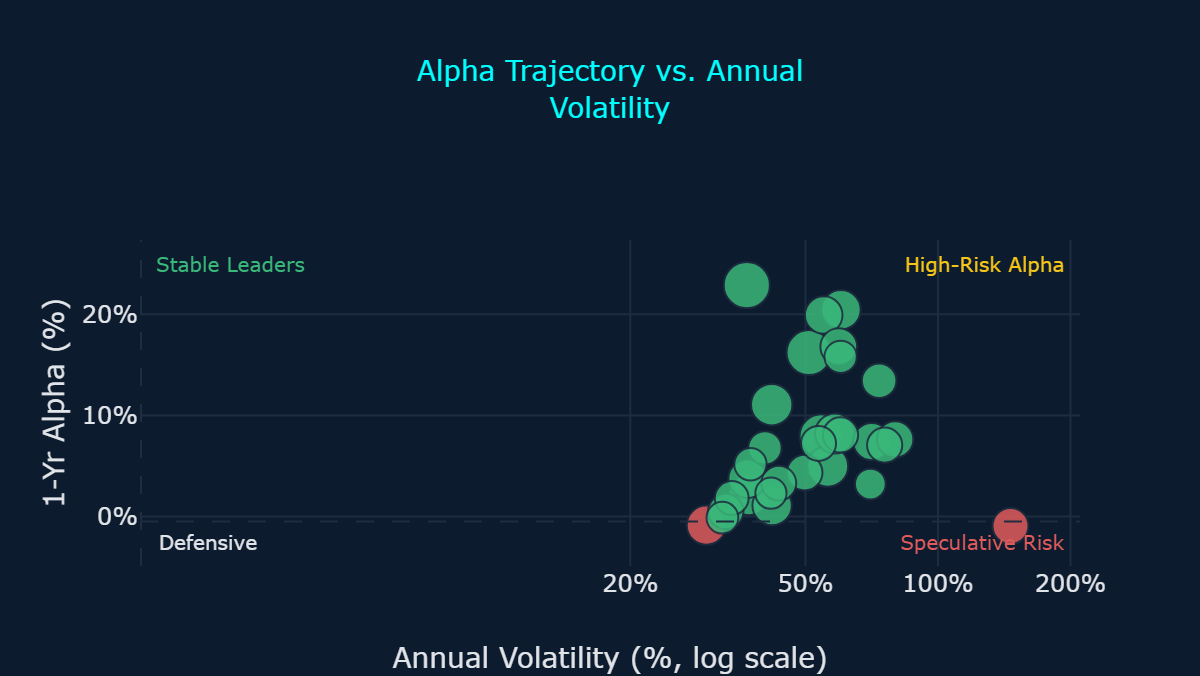 Alpha Trajectory vs. Annual
Volatility
Stable Leaders
High-Risk Alpha
1-Yr Alpha (%)
20%
10%
0%
Defensive
Speculative Risk
20%
50%
100%
200%
Annual Volatility (%, log scale)